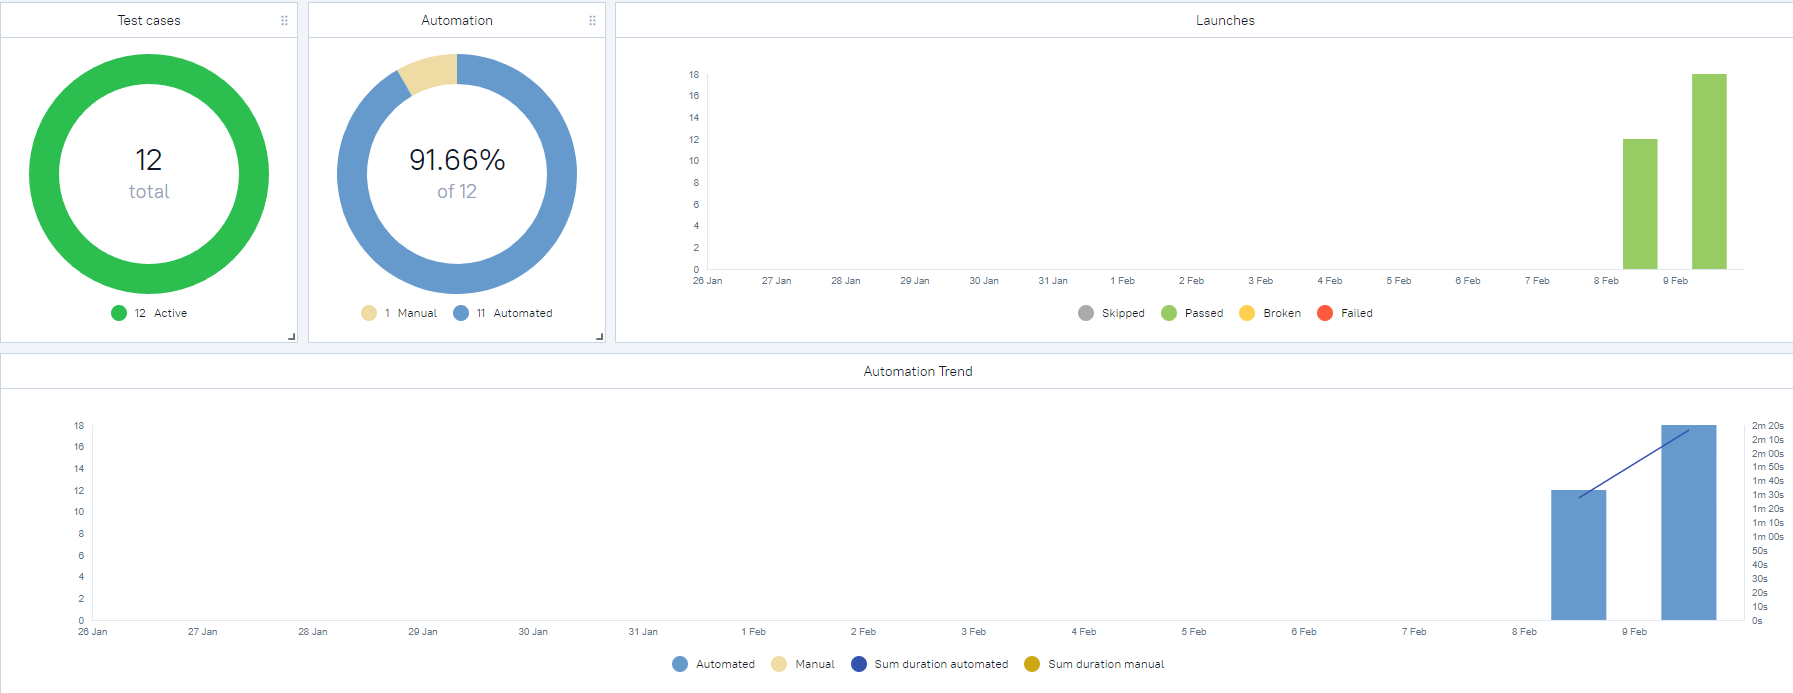 Test cases
12
total
12 Active
Automation
91.66%
of 12
1 Manual
11 Automated
Launches
18
16
14
12
10
8
6
4
2
0
26 Jan
27 Jan
28 Jan
29 Jan
30 Jan
31 Jan
1 Feb
2 Feb
3 Feb
4 Feb
5 Feb
6 Feb
7 Feb
8 Feb
9 Feb
Skipped
Passed
Broken
Failed
Automation Trend
18
16
14
12
10
8
6
4
2
0
2m 20s
2m 10s
2m 00s
1m 50s
1m 40s
1m 30s
1m 20s
1m 10s
1m 00s
50s
40s
30s
20s
10s
0s
26 Jan
27 Jan
28 Jan
29 Jan
30 Jan
31 Jan
1 Feb
2 Feb
3 Feb
4 Feb
5 Feb
6 Feb
7 Feb
8 Feb
9 Feb
Automated
Manual
Sum duration automated
Sum duration manual